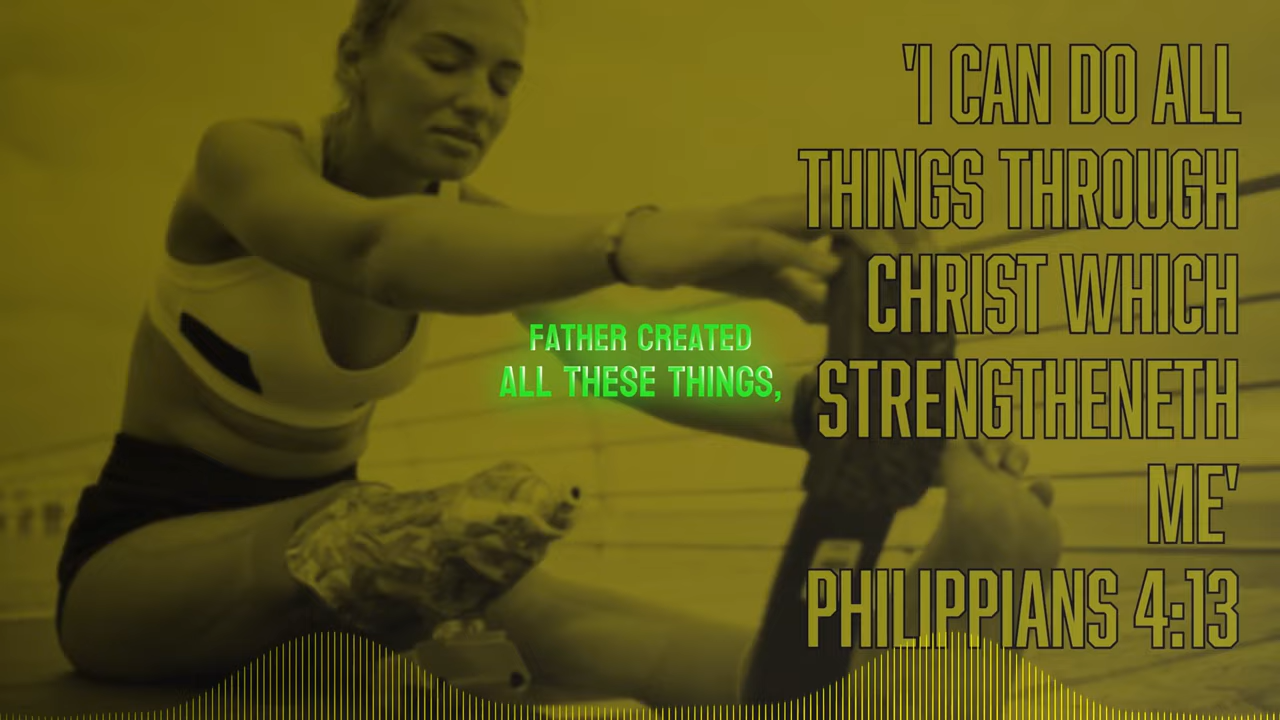 'I CAN DO ALL
THINGS THROUGH
CHRIST WHICH
STRENGTHENETH
ME'
PHILIPPIANS 4:13
FATHER CREATED
ALL THESE THINGS,